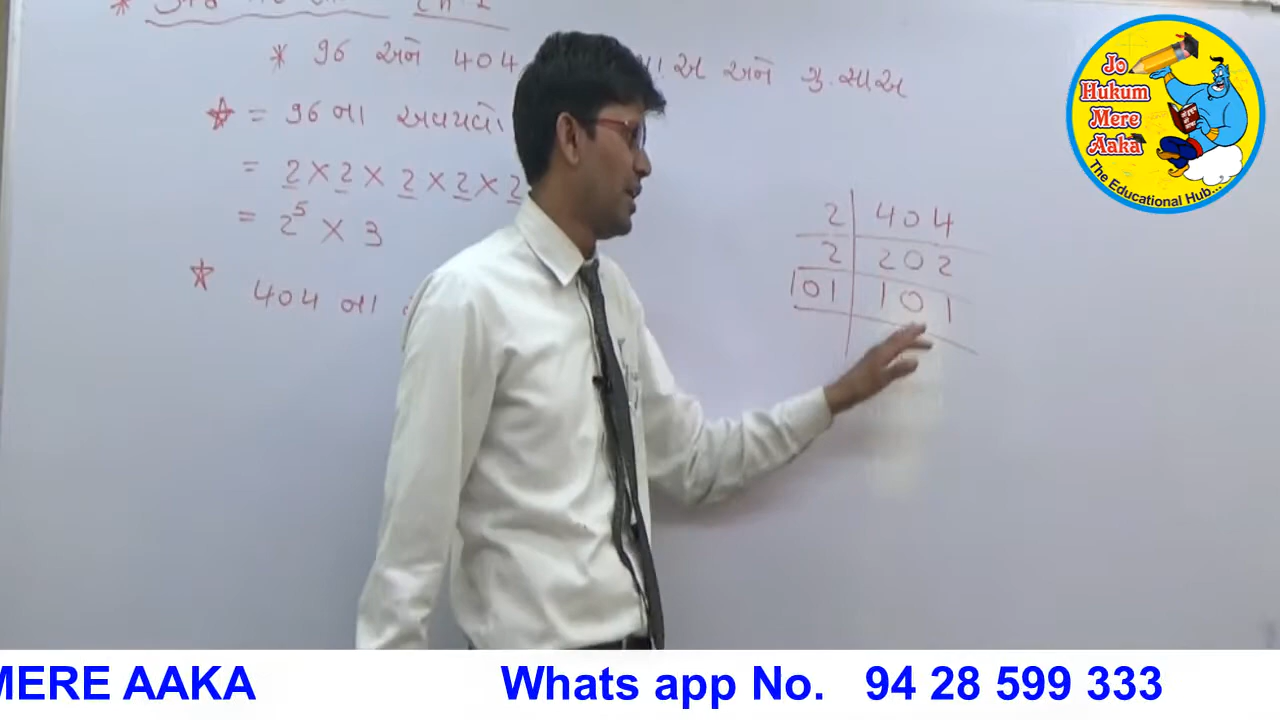 * 96 અને 404 અ અને ગુ.સા.અ
☆ = 96 ના અવયવો
= 2 × 2 × 2 × 2 × 2
= 2⁵ × 3
☆ 404 ના
2 | 404
2 | 202
101 | 101
Jo
Hukum
Mere
Aaka
The Educational Hub...
MERE AAKA Whats app No. 94 28 599 333